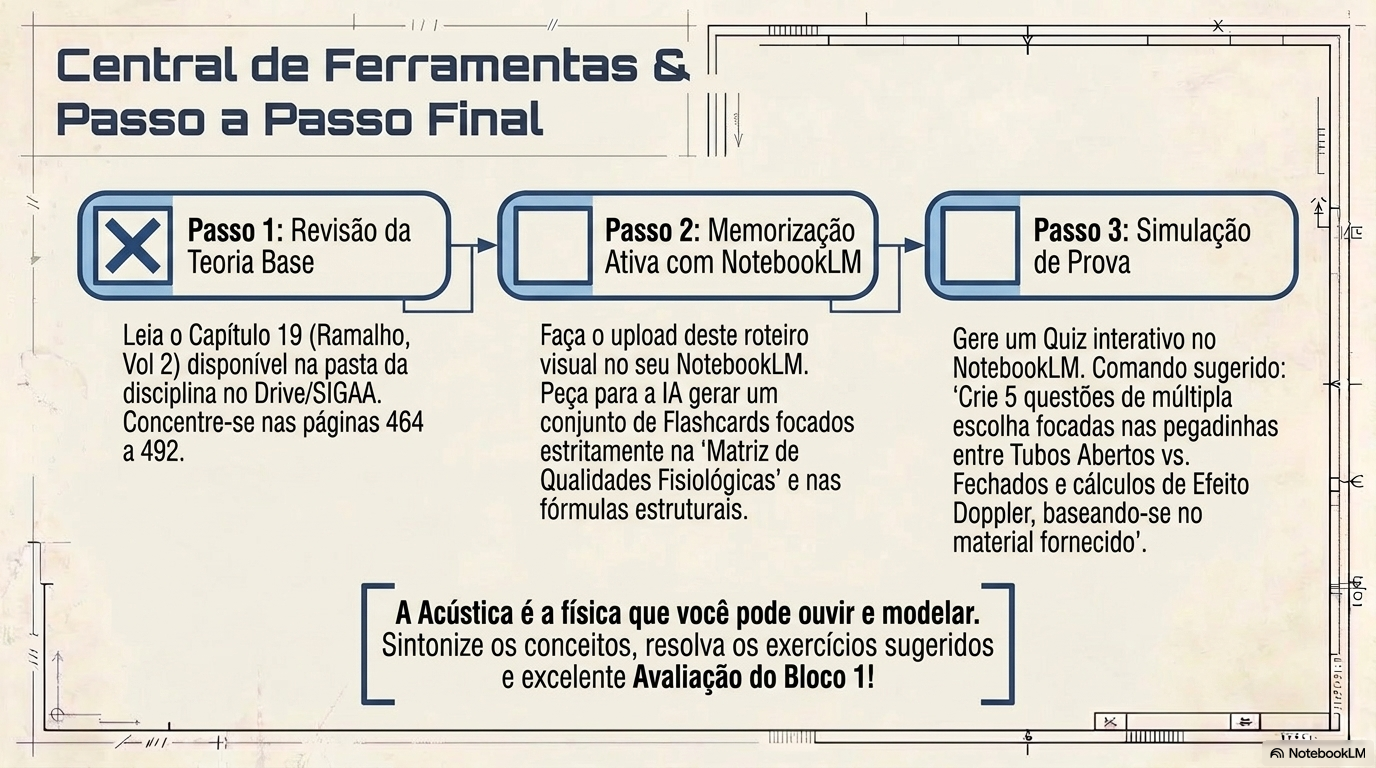 Central de Ferramentas &
Passo a Passo Final
Passo 1: Revisão da
Teoria Base
Leia o Capítulo 19 (Ramalho,
Vol 2) disponível na pasta da
disciplina no Drive/SIGAA.
Concentre-se nas páginas 464
a 492.
Passo 2: Memorização
Ativa com NotebookLM
Faça o upload deste roteiro
visual no seu NotebookLM.
Peça para a IA gerar um
conjunto de Flashcards focados
estritamente na ‘Matriz de
Qualidades Fisiológicas’ e nas
fórmulas estruturais.
Passo 3: Simulação
de Prova
Gere um Quiz interativo no
NotebookLM. Comando sugerido:
‘Crie 5 questões de múltipla
escolha focadas nas pegadinhas
entre Tubos Abertos vs.
Fechados e cálculos de Efeito
Doppler, baseando-se no
material fornecido’.
A Acústica é a física que você pode ouvir e modelar.
Sintonize os conceitos, resolva os exercícios sugeridos
e excelente Avaliação do Bloco 1!
NotebookLM